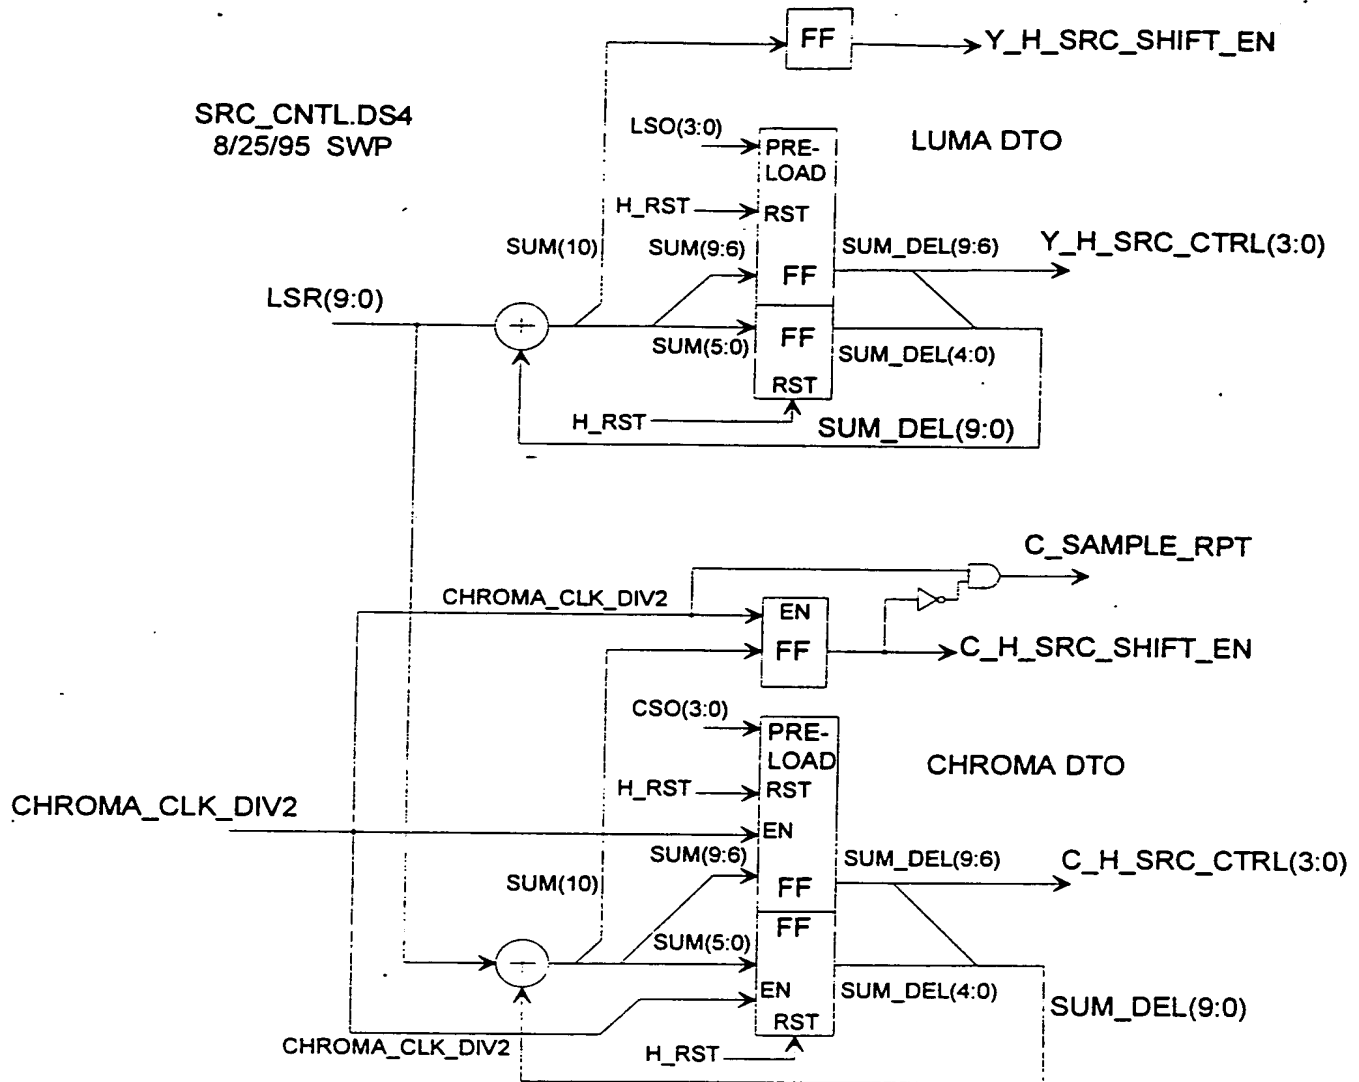 FF
Y_H_SRC_SHIFT_EN
SRC_CNTL.DS4
8/25/95 SWP
LSO(3:0)
PRE-
LOAD
LUMA DTO
H_RST
RST
SUM(10)
SUM(9:6)
SUM_DEL(9:6)
Y_H_SRC_CTRL(3:0)
FF
LSR(9:0)
SUM(5:0)
FF
SUM_DEL(4:0)
RST
H_RST
SUM_DEL(9:0)
C_SAMPLE_RPT
CHROMA_CLK_DIV2
EN
FF
C_H_SRC_SHIFT_EN
CSO(3:0)
PRE-
LOAD
CHROMA DTO
H_RST
RST
CHROMA_CLK_DIV2
EN
SUM(9:6)
SUM_DEL(9:6)
C_H_SRC_CTRL(3:0)
SUM(10)
FF
FF
SUM(5:0)
EN
SUM_DEL(4:0)
SUM_DEL(9:0)
RST
CHROMA_CLK_DIV2
H_RST